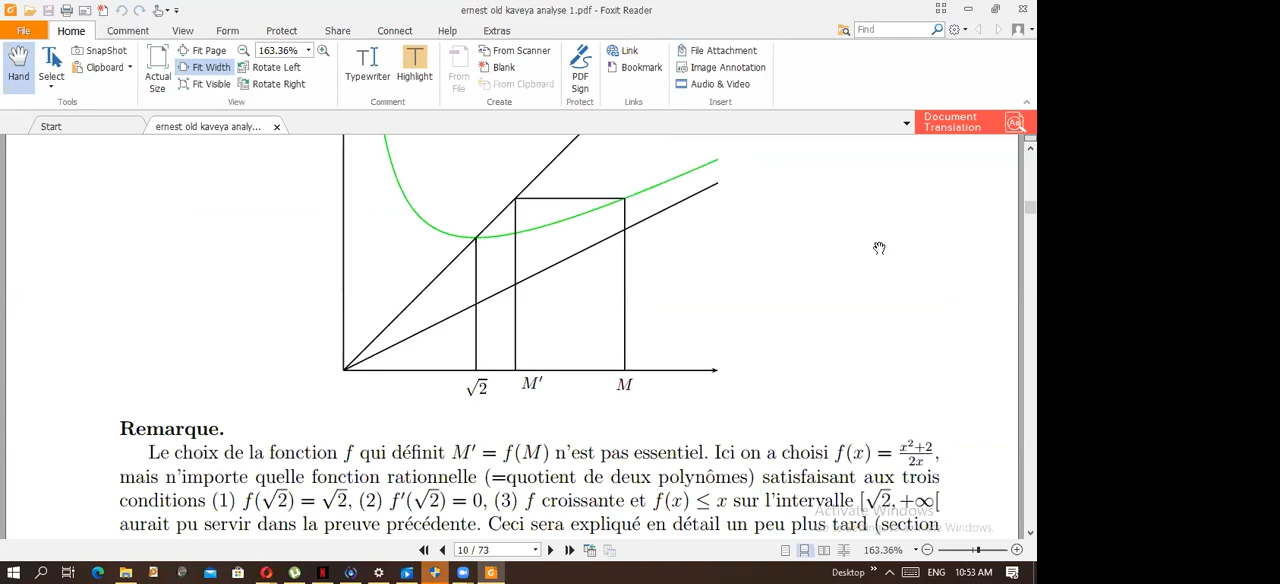 ernest old kaveya analyse 1.pdf - Foxit Reader
File Home Comment View Form Protect Share Connect Help Extras Find
Hand Select SnapShot Clipboard Actual Size Fit Page Fit Width Fit Visible 163.36% Rotate Left Rotate Right Typewriter Highlight From File From Scanner Blank From Clipboard PDF Sign Link Bookmark File Attachment Image Annotation Audio & Video
Tools View Comment Create Protect Links Insert
Start ernest old kaveya analy... Document Translation
√2 M′ M
Remarque.
Le choix de la fonction f qui définit M′ = f(M) n'est pas essentiel. Ici on a choisi f(x) = (x²+2)/2x,
mais n'importe quelle fonction rationnelle (=quotient de deux polynômes) satisfaisant aux trois
conditions (1) f(√2) = √2, (2) f′(√2) = 0, (3) f croissante et f(x) ≤ x sur l'intervalle [√2, +∞[
Activate Windows
aurait pu servir dans la preuve précédente. Ceci sera expliqué en détail un peu plus tard (section
10 / 73 163.36%
Desktop ENG 10:53 AM